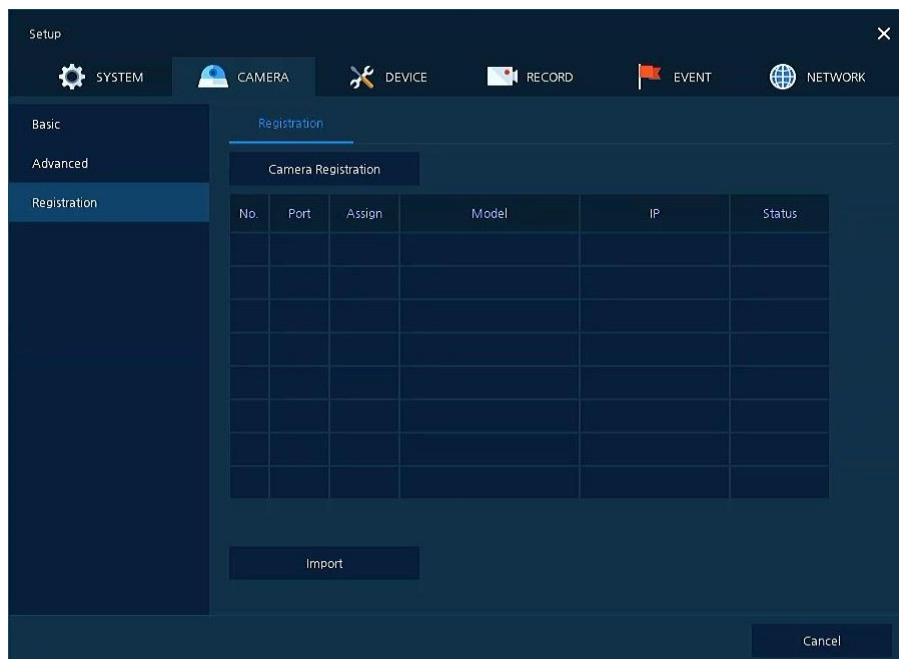 Setup
SYSTEM CAMERA DEVICE RECORD EVENT NETWORK
Basic
Advanced
Registration
Registration
Camera Registration
No. Port Assign Model IP Status
Import
Cancel